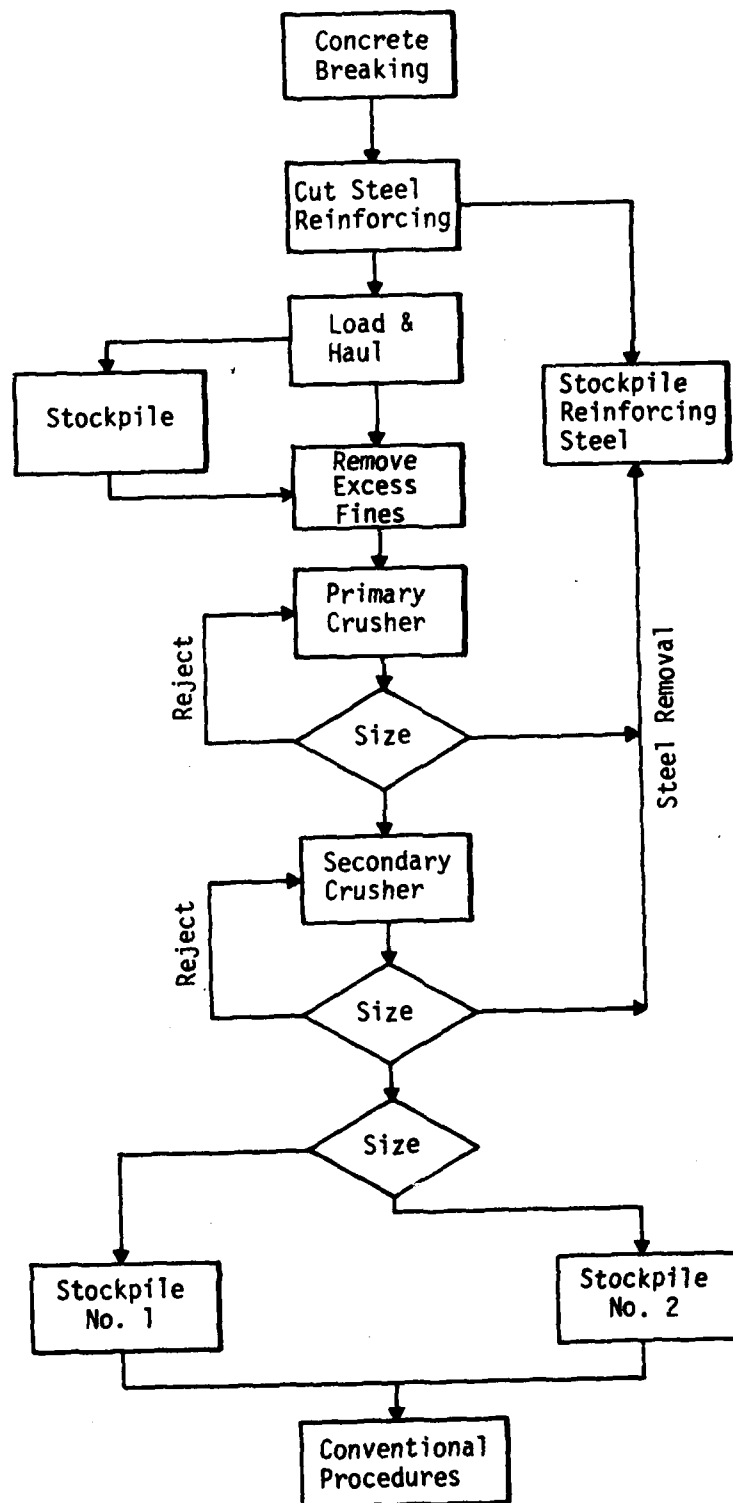 Concrete
Breaking
Cut Steel
Reinforcing
Load &
Haul
Stockpile
Stockpile
Reinforcing
Steel
Remove
Excess
Fines
Primary
Crusher
Reject
Size
Steel Removal
Secondary
Crusher
Reject
Size
Size
Stockpile
No. 1
Stockpile
No. 2
Conventional
Procedures